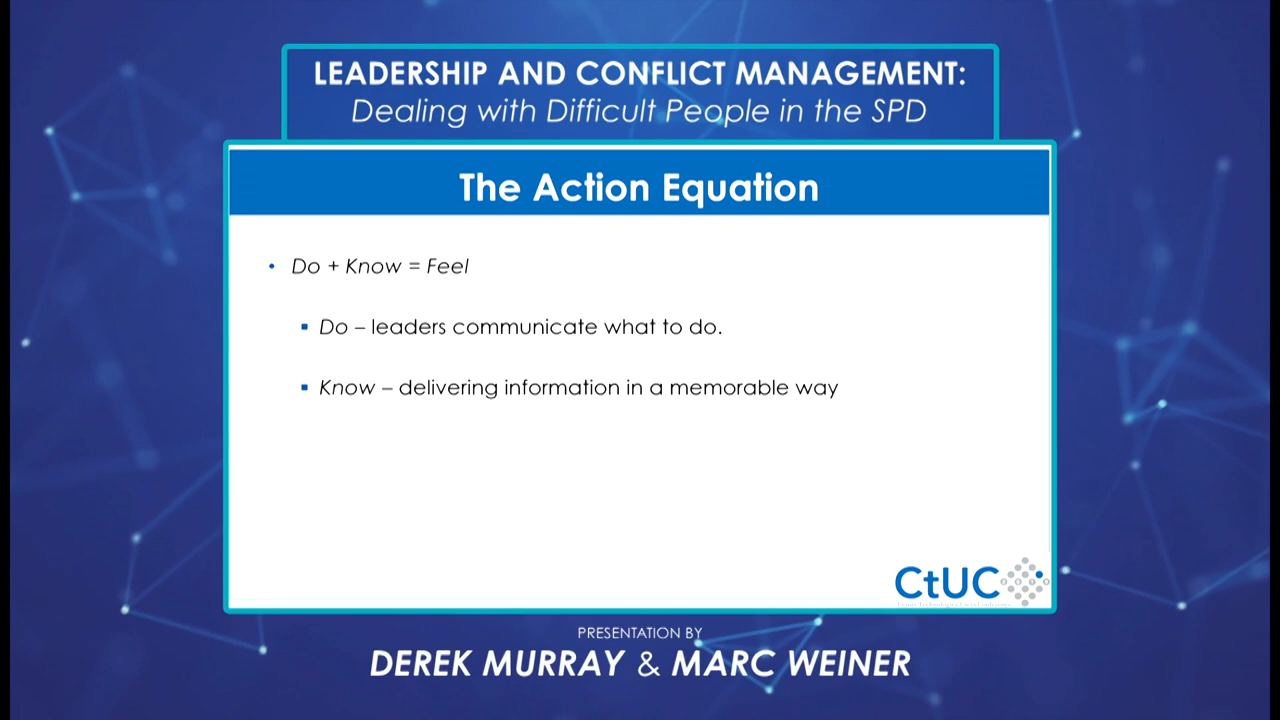 LEADERSHIP AND CONFLICT MANAGEMENT:
Dealing with Difficult People in the SPD
The Action Equation
• Do + Know = Feel
▪ Do – leaders communicate what to do.
▪ Know – delivering information in a memorable way
CtUC
PRESENTATION BY
DEREK MURRAY & MARC WEINER